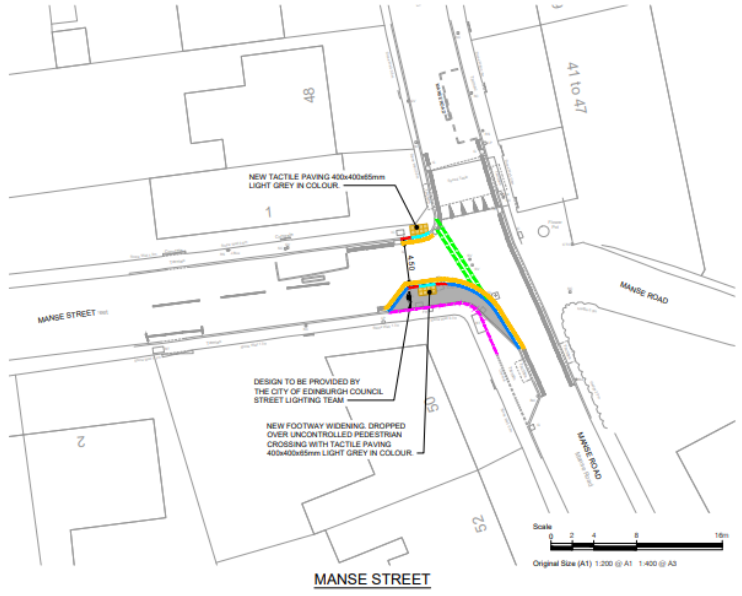 48
41 to 47
NEW TACTILE PAVING 400x400x65mm
LIGHT GREY IN COLOUR.
1
4.50
MANSE ROAD
MANSE STREET
DESIGN TO BE PROVIDED BY
THE CITY OF EDINBURGH COUNCIL
STREET LIGHTING TEAM
50
NEW FOOTWAY WIDENING. DROPPED
OVER UNCONTROLLED PEDESTRIAN
CROSSING WITH TACTILE PAVING
400x400x65mm LIGHT GREY IN COLOUR.
2
MANSE ROAD
Manse Road
52
Scale
0 2 4 8 16m
Original Size (A1) 1:200 @ A1 1:400 @ A3
MANSE STREET